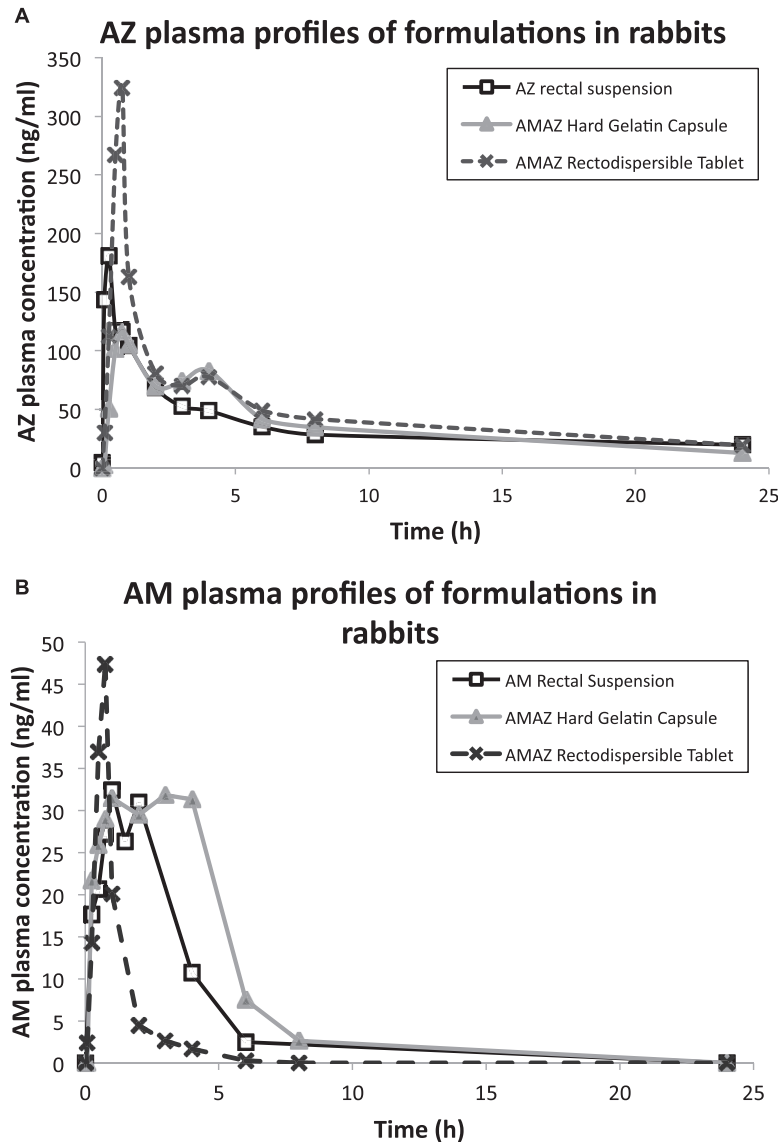 A
AZ plasma profiles of formulations in rabbits
AZ plasma concentration (ng/ml)
350
300
250
200
150
100
50
0
AZ rectal suspension
AMAZ Hard Gelatin Capsule
AMAZ Rectodispersible Tablet
0 5 10 15 20 25
Time (h)
B
AM plasma profiles of formulations in
rabbits
AM plasma concentration (ng/ml)
50
45
40
35
30
25
20
15
10
5
0
AM Rectal Suspension
AMAZ Hard Gelatin Capsule
AMAZ Rectodispersible Tablet
0 5 10 15 20 25
Time (h)